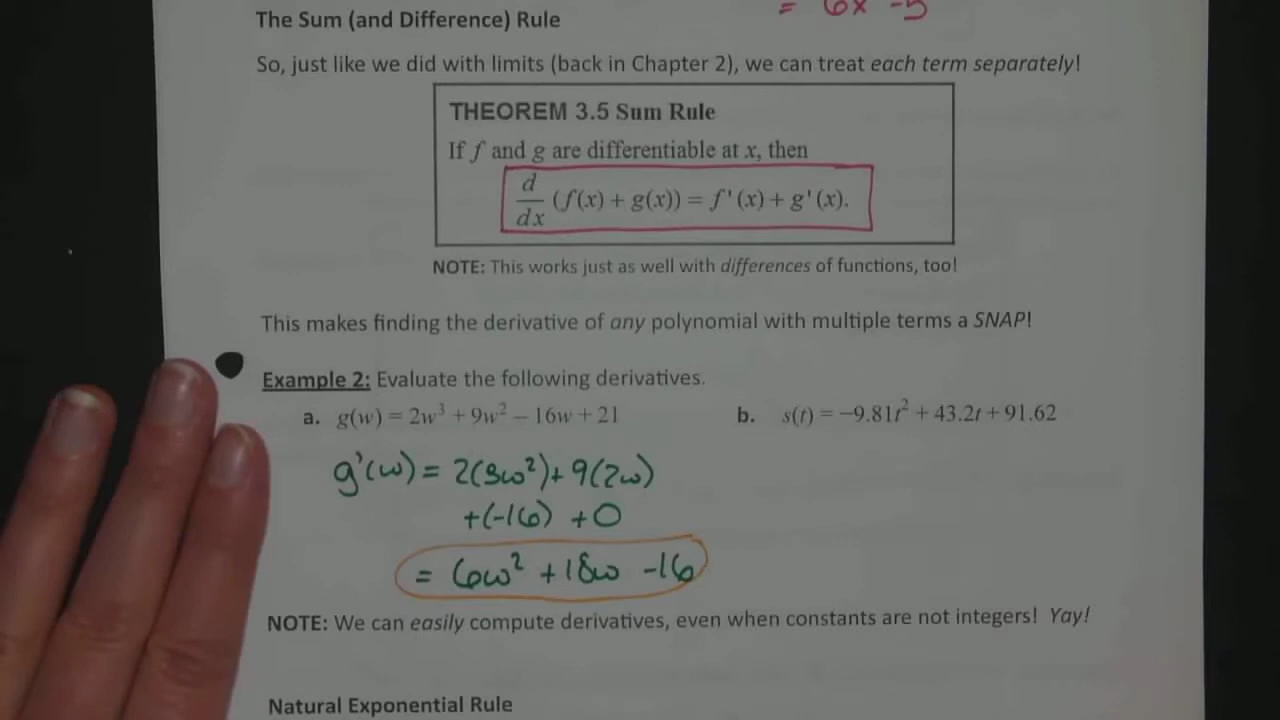 = 6x -5
The Sum (and Difference) Rule
So, just like we did with limits (back in Chapter 2), we can treat each term separately!
THEOREM 3.5 Sum Rule
If f and g are differentiable at x, then
d/dx (f(x) + g(x)) = f'(x) + g'(x).
NOTE: This works just as well with differences of functions, too!
This makes finding the derivative of any polynomial with multiple terms a SNAP!
Example 2: Evaluate the following derivatives.
a. g(w) = 2w³ + 9w² − 16w + 21 b. s(t) = −9.81t² + 43.2t + 91.62
g'(w) = 2(3w²) + 9(2w)
+(-16) +0
= 6w² +18w -16
NOTE: We can easily compute derivatives, even when constants are not integers! Yay!
Natural Exponential Rule